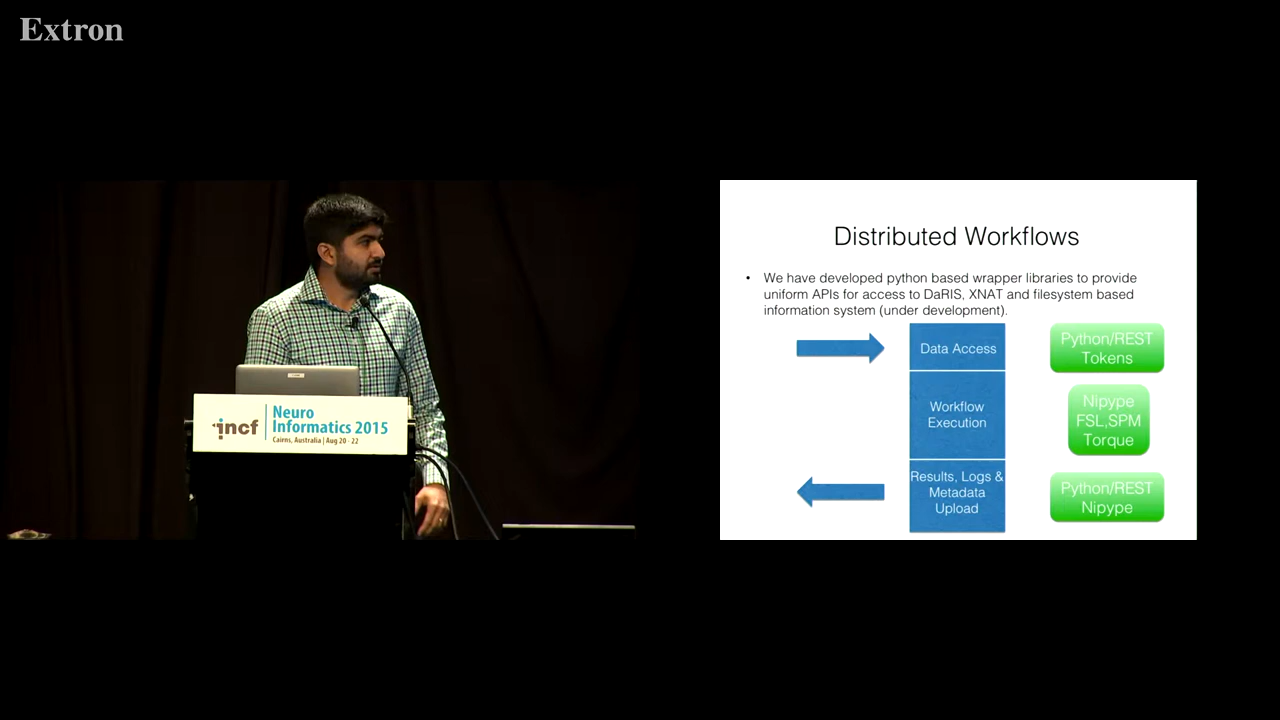 Extron
incf
Neuro
Informatics 2015
Cairns, Australia | Aug 20 - 22
Distributed Workflows
• We have developed python based wrapper libraries to provide
uniform APIs for access to DaRIS, XNAT and filesystem based
information system (under development).
Data Access
Python/REST
Tokens
Workflow
Execution
Nipype
FSL,SPM
Torque
Results, Logs &
Metadata
Upload
Python/REST
Nipype